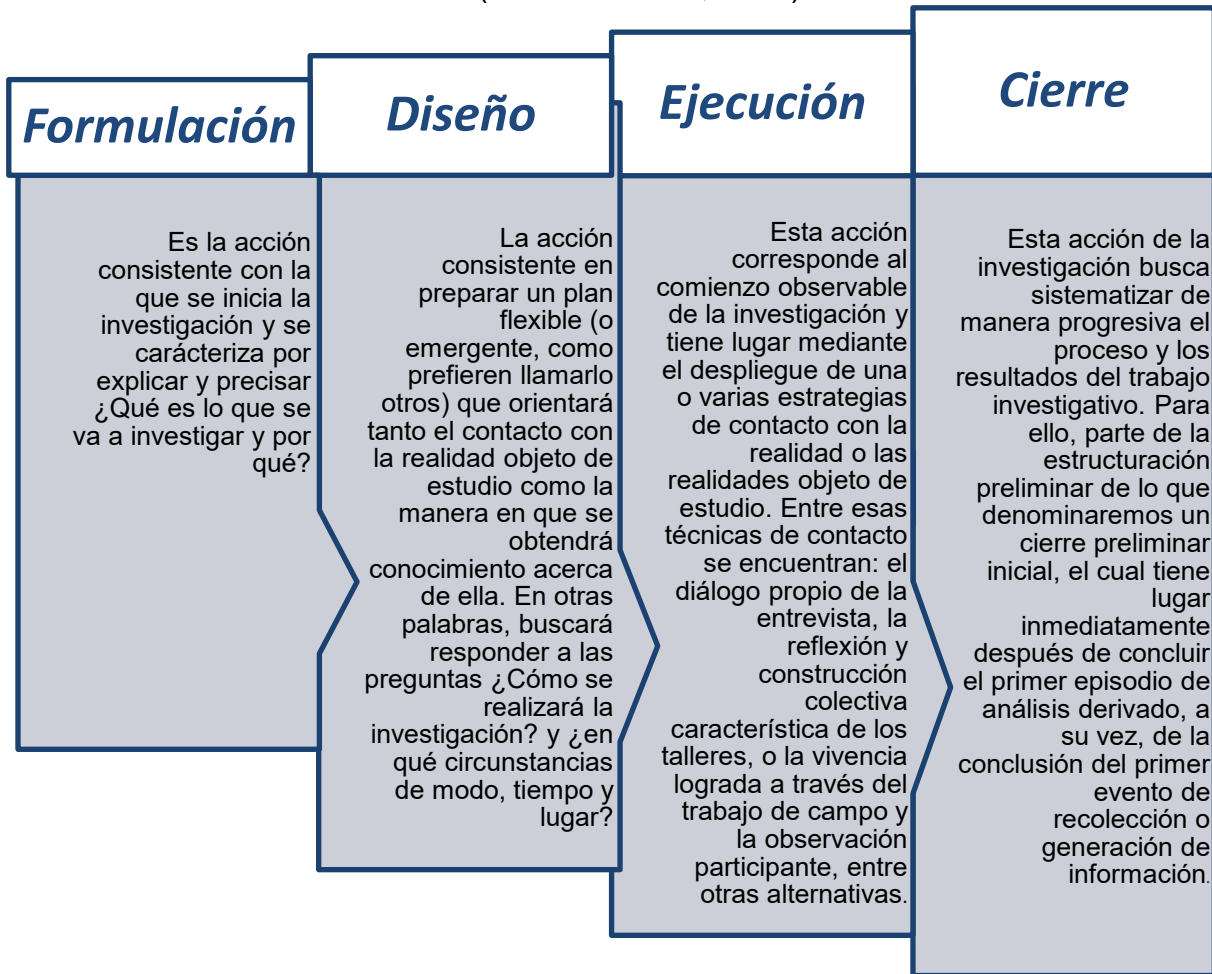 Formulación
Es la acción
consistente con la
que se inicia la
investigación y se
carácteriza por
explicar y precisar
¿Qué es lo que se
va a investigar y por
qué?
Diseño
La acción
consistente en
preparar un plan
flexible (o
emergente, como
prefieren llamarlo
otros) que orientará
tanto el contacto con
la realidad objeto de
estudio como la
manera en que se
obtendrá
conocimiento acerca
de ella. En otras
palabras, buscará
responder a las
preguntas ¿Cómo se
realizará la
investigación? y ¿en
qué circunstancias
de modo, tiempo y
lugar?
Ejecución
Esta acción
corresponde al
comienzo observable
de la investigación y
tiene lugar mediante
el despliegue de una
o varias estrategias
de contacto con la
realidad o las
realidades objeto de
estudio. Entre esas
técnicas de contacto
se encuentran: el
diálogo propio de la
entrevista, la
reflexión y
construcción
colectiva
característica de los
talleres, o la vivencia
lograda a través del
trabajo de campo y
la observación
participante, entre
otras alternativas.
Cierre
Esta acción de la
investigación busca
sistematizar de
manera progresiva el
proceso y los
resultados del trabajo
investigativo. Para
ello, parte de la
estructuración
preliminar de lo que
denominaremos un
cierre preliminar
inicial, el cual tiene
lugar
inmediatamente
después de concluir
el primer episodio de
análisis derivado, a
su vez, de la
conclusión del primer
evento de
recolección o
generación de
información.